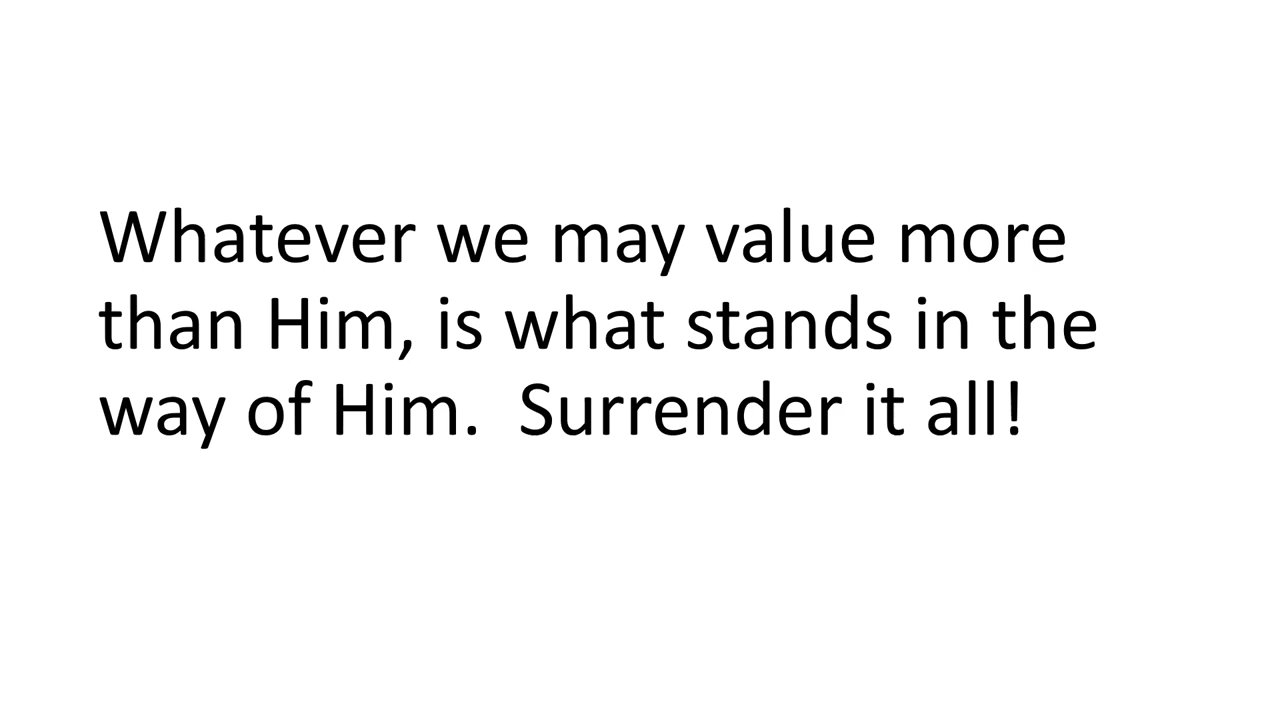 Whatever we may value more
than Him, is what stands in the
way of Him.  Surrender it all!